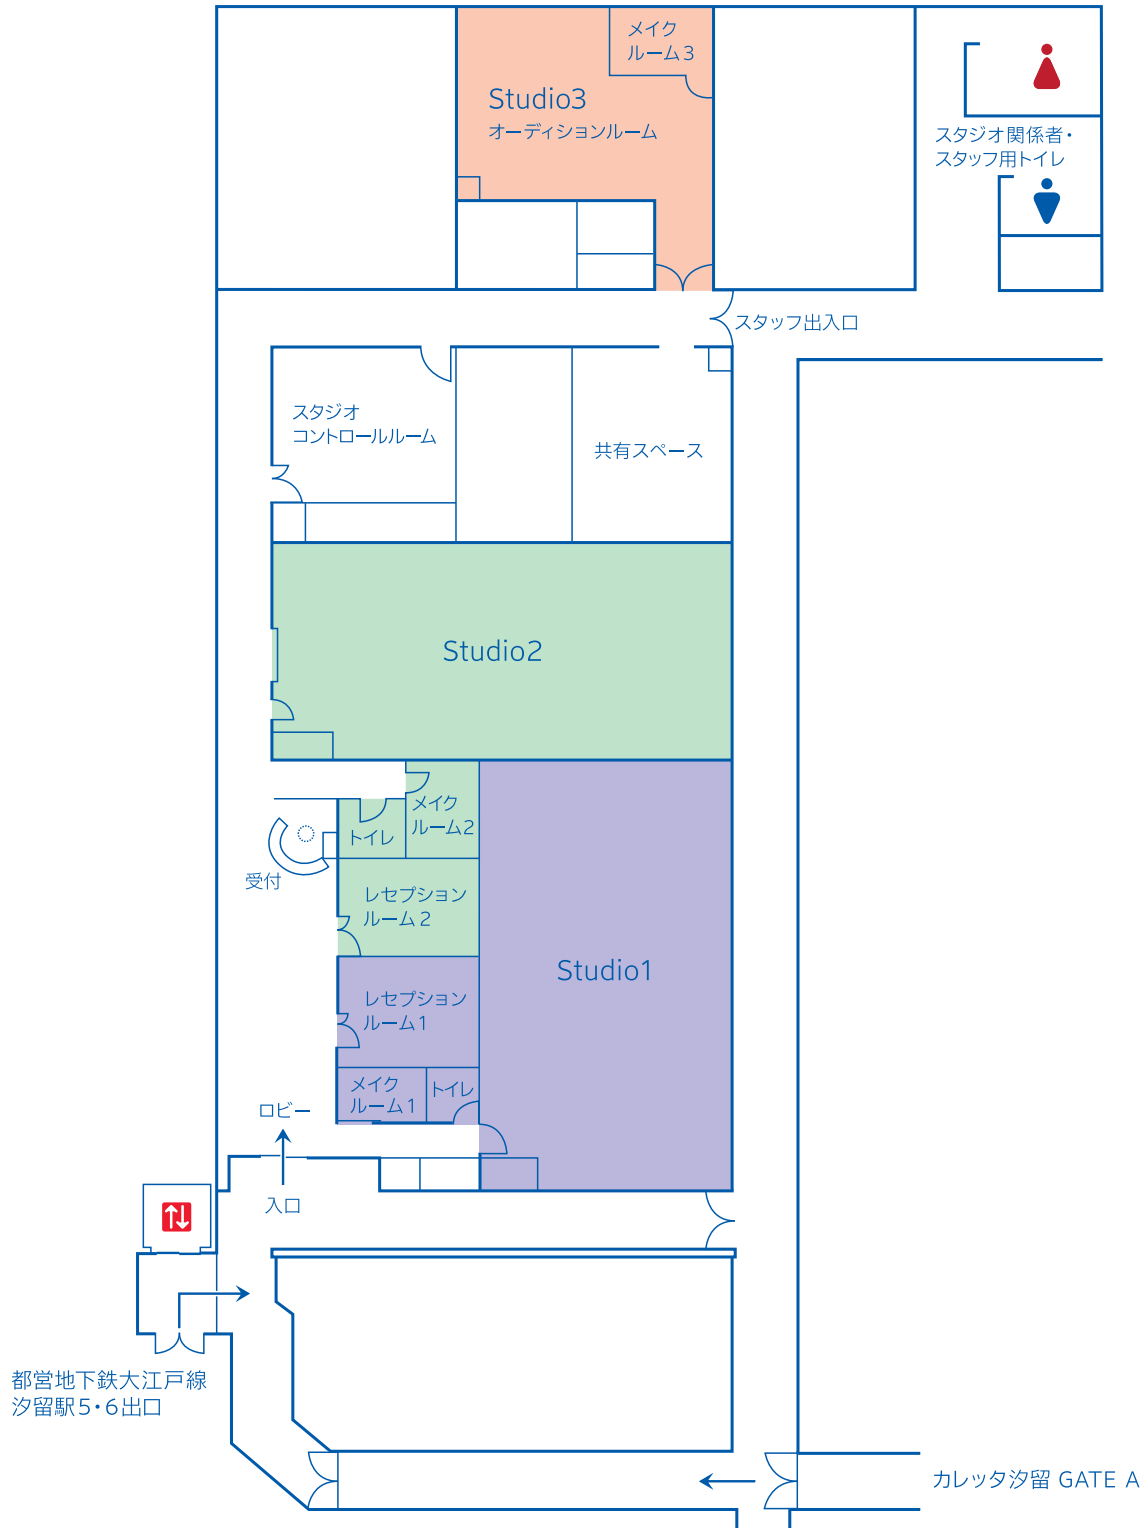 メイク
ルーム3
Studio3
オーディションルーム
スタジオ関係者・
スタッフ用トイレ
スタッフ出入口
スタジオ
コントロールルーム
共有スペース
Studio2
メイク
ルーム2
トイレ
受付
レセプション
ルーム2
Studio1
レセプション
ルーム1
メイク
ルーム1
トイレ
ロビー
入口
都営地下鉄大江戸線
汐留駅5・6出口
カレッタ汐留 GATE A